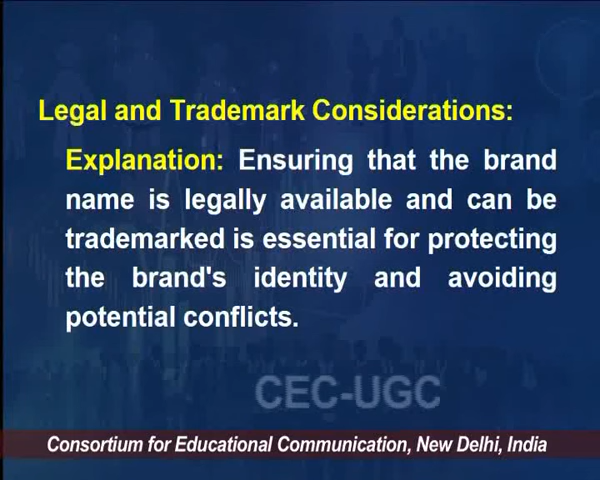 Legal and Trademark Considerations:
Explanation: Ensuring that the brand
name is legally available and can be
trademarked is essential for protecting
the brand's identity and avoiding
potential conflicts.
CEC-UGC
Consortium for Educational Communication, New Delhi, India